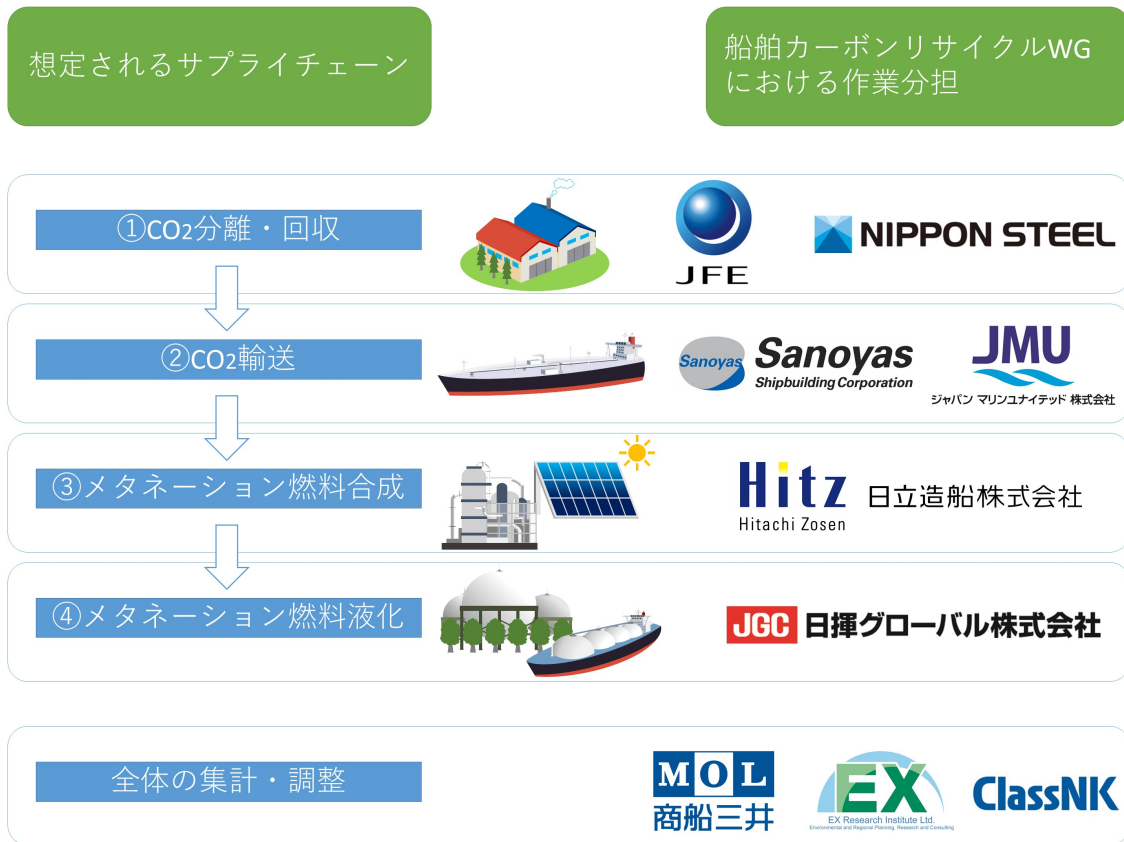 想定されるサプライチェーン
船舶カーボンリサイクルWG
における作業分担
①CO2分離・回収
JFE
NIPPON STEEL
②CO2輸送
Sanoyas
Sanoyas
Shipbuilding Corporation
JMU
ジャパン マリンユナイテッド 株式会社
③メタネーション燃料合成
Hitz
Hitachi Zosen
日立造船株式会社
④メタネーション燃料液化
JGC 日揮グローバル株式会社
全体の集計・調整
MOL
商船三井
EX
EX Research Institute Ltd.
Environmental and Regional Planning, Research and Consulting
ClassNK